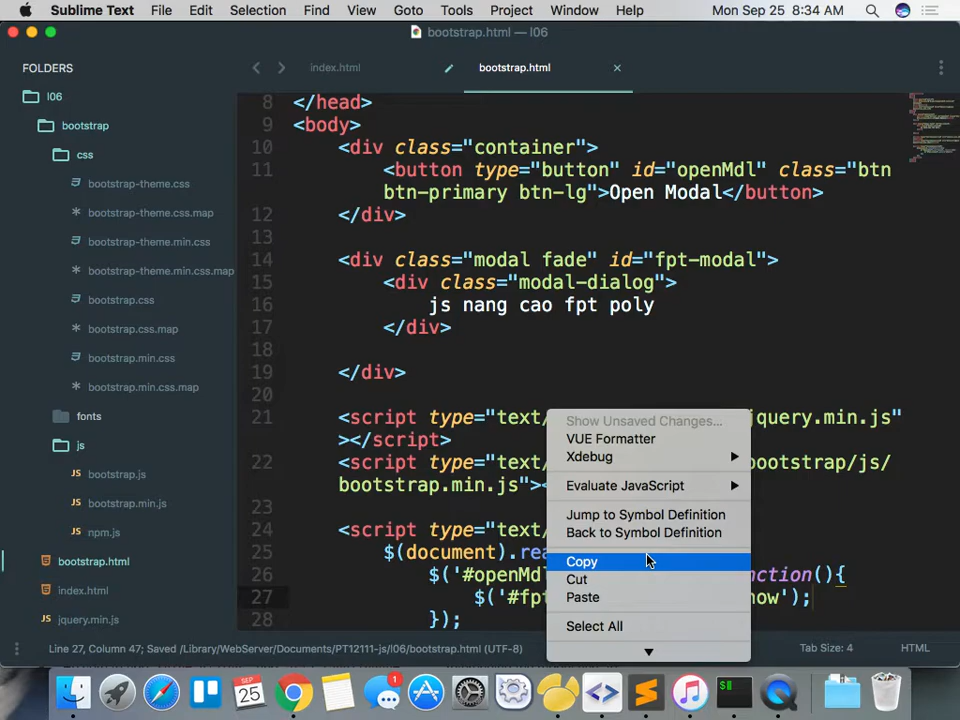 Sublime Text File Edit Selection Find View Goto Tools Project Window Help Mon Sep 25 8:34 AM
bootstrap.html — l06
FOLDERS
index.html bootstrap.html
l06
bootstrap
css
bootstrap-theme.css
bootstrap-theme.css.map
bootstrap-theme.min.css
bootstrap-theme.min.css.map
bootstrap.css
bootstrap.css.map
bootstrap.min.css
bootstrap.min.css.map
fonts
js
bootstrap.js
bootstrap.min.js
npm.js
bootstrap.html
index.html
jquery.min.js
8 </head>
9 <body>
10 <div class="container">
11 <button type="button" id="openMdl" class="btn
btn-primary btn-lg">Open Modal</button>
12 </div>
13
14 <div class="modal fade" id="fpt-modal">
15 <div class="modal-dialog">
16 js nang cao fpt poly
17 </div>
18
19 </div>
20
21 <script type="text/ jquery.min.js"
></script>
22 <script type="text/ bootstrap/js/
bootstrap.min.js"><
23
24 <script type="text/
25 $(document).rea
26 $('#openMdl nction(){
27 $('#fpt how');
28 });
Show Unsaved Changes...
VUE Formatter
Xdebug
Evaluate JavaScript
Jump to Symbol Definition
Back to Symbol Definition
Copy
Cut
Paste
Select All
Line 27, Column 47; Saved /Library/WebServer/Documents/PT12111-js/l06/bootstrap.html (UTF-8) Tab Size: 4 HTML
SEP
25
1
$_